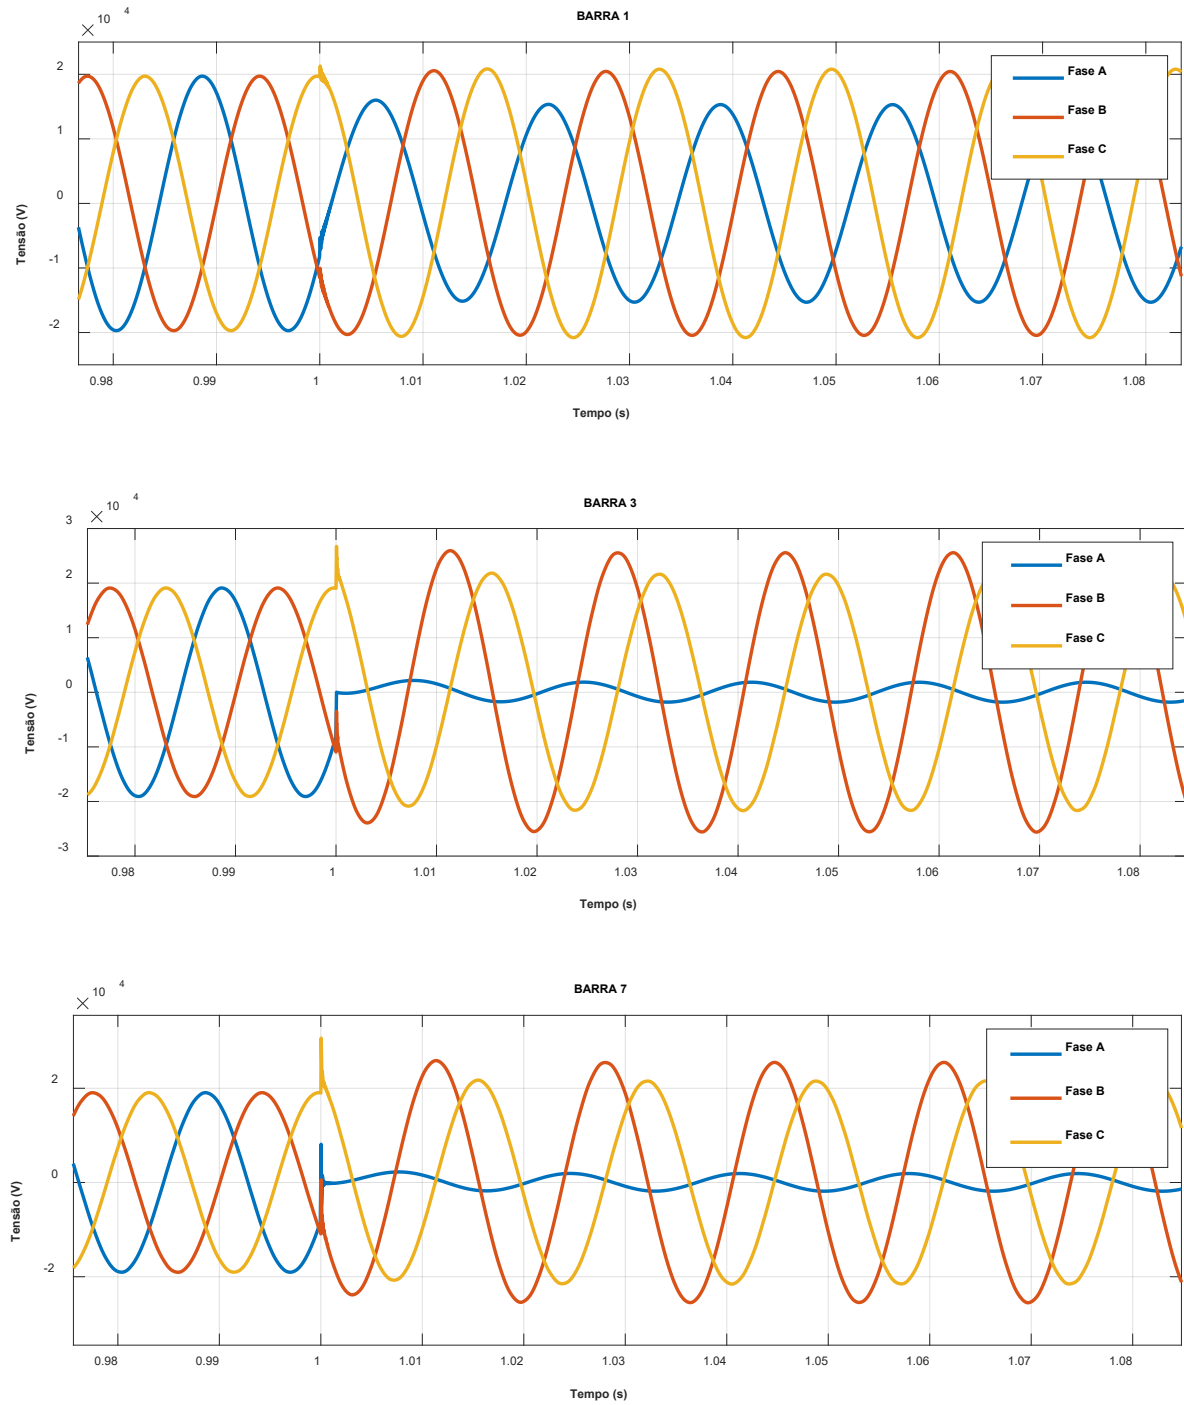 BARRA 1
× 10 4
2
1
0
-1
-2
Tensão (V)
Fase A
Fase B
Fase C
0.98 0.99 1 1.01 1.02 1.03 1.04 1.05 1.06 1.07 1.08
Tempo (s)
BARRA 3
× 10 4
3
2
1
0
-1
-2
-3
Tensão (V)
Fase A
Fase B
Fase C
0.98 0.99 1 1.01 1.02 1.03 1.04 1.05 1.06 1.07 1.08
Tempo (s)
BARRA 7
× 10 4
2
0
-2
Tensão (V)
Fase A
Fase B
Fase C
0.98 0.99 1 1.01 1.02 1.03 1.04 1.05 1.06 1.07 1.08
Tempo (s)